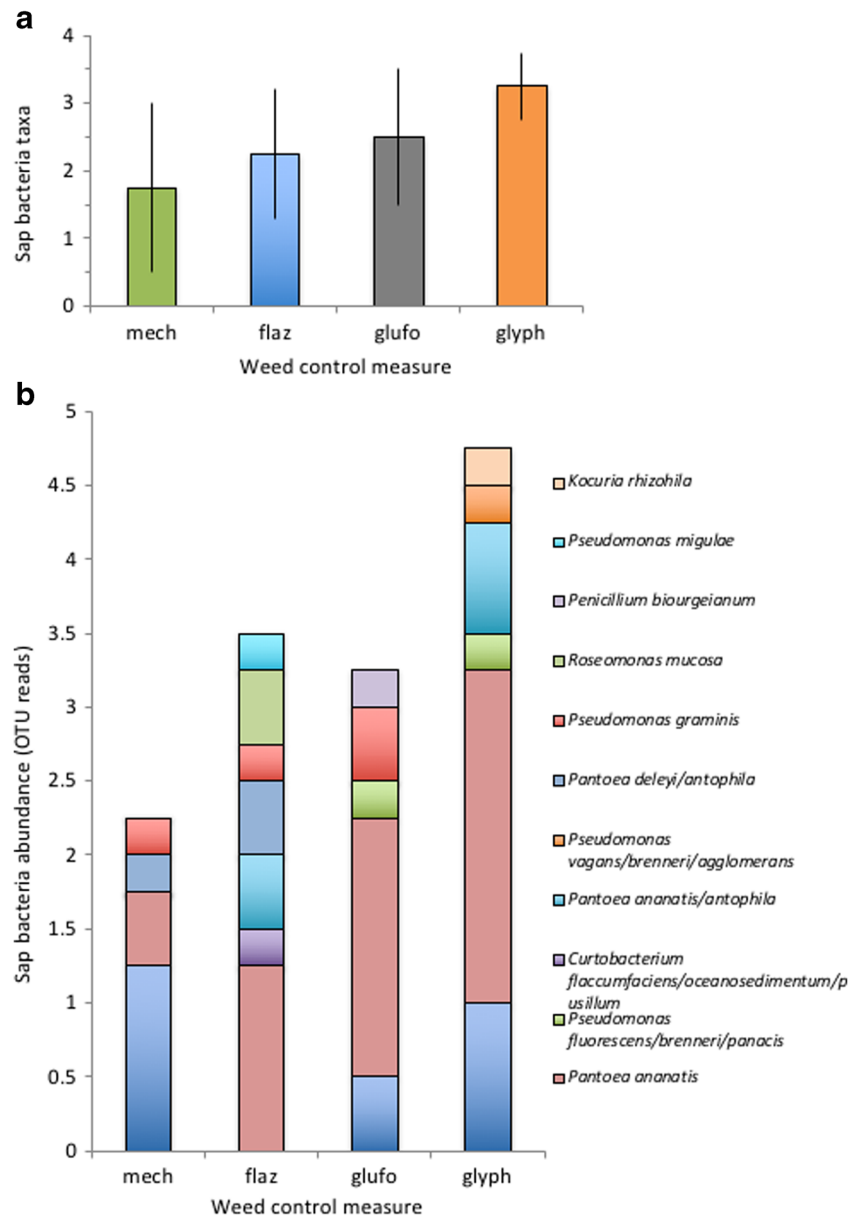 a
4
3
2
1
0
Sap bacteria taxa
mech flaz glufo glyph
Weed control measure
b
5
4.5
4
3.5
3
2.5
2
1.5
1
0.5
0
Sap bacteria abundance (OTU reads)
mech flaz glufo glyph
Weed control measure
Kocuria rhizohila
Pseudomonas migulae
Penicillium biourgeianum
Roseomonas mucosa
Pseudomonas graminis
Pantoea deleyi/antophila
Pseudomonas
vagans/brenneri/agglomerans
Pantoea ananatis/antophila
Curtobacterium
flaccumfaciens/oceanosedimentum/p
usillum
Pseudomonas
fluorescens/brenneri/panacis
Pantoea ananatis